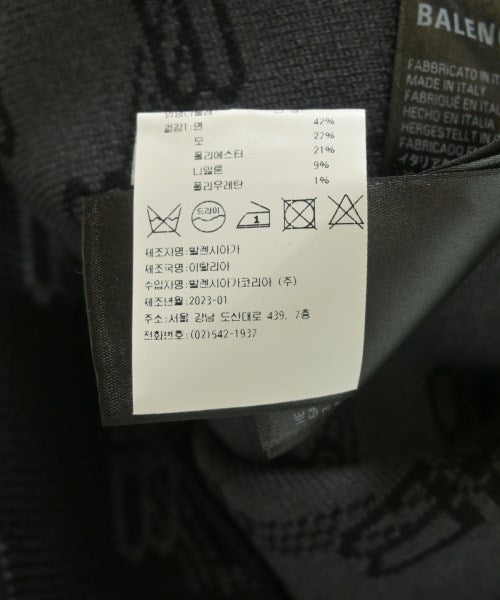 겉감1:면 42%
모 27%
폴리에스터 21%
나일론 9%
폴리우레탄 1%
드라이
1
제조자명:발렌시아가
제조국명:이탈리아
수입자명:발렌시아가코리아 (주)
제조년월:2023-01
주소:서울 강남 도산대로 439, 7층
전화번호:(02)542-1937
BALEN
FABBRICATO IN
MADE IN ITALY
FABRIQUÉ EN
HECHO EN ITALIA
HERGESTELLT IN
FABRICADO EM
イタリア